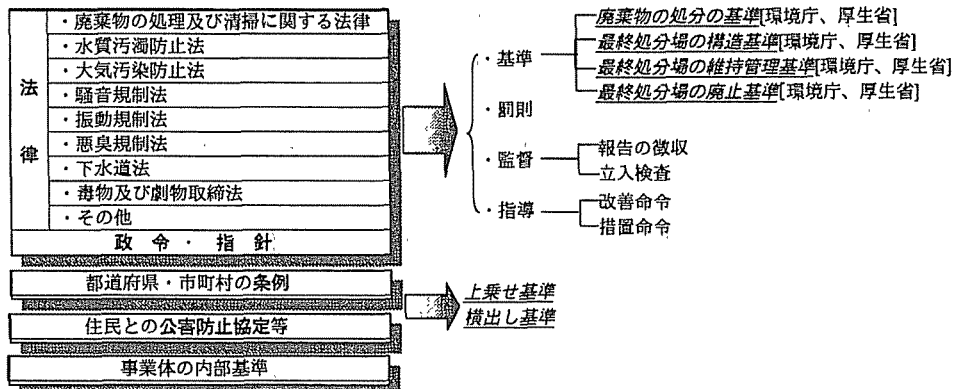 法律
・廃棄物の処理及び清掃に関する法律
・水質汚濁防止法
・大気汚染防止法
・騒音規制法
・振動規制法
・悪臭規制法
・下水道法
・毒物及び劇物取締法
・その他
政令・指針
都道府県・市町村の条例
住民との公害防止協定等
事業体の内部基準
・基準
廃棄物の処分の基準[環境庁、厚生省]
最終処分場の構造基準[環境庁、厚生省]
最終処分場の維持管理基準[環境庁、厚生省]
最終処分場の廃止基準[環境庁、厚生省]
・罰則
・監督
報告の徴収
立入検査
・指導
改善命令
措置命令
上乗せ基準
横出し基準